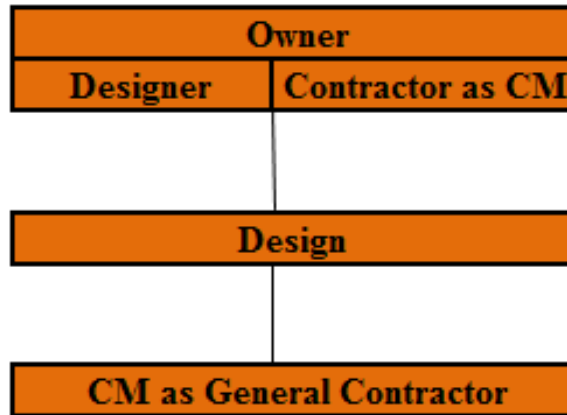 Owner
Designer
Contractor as CM
Design
CM as General Contractor